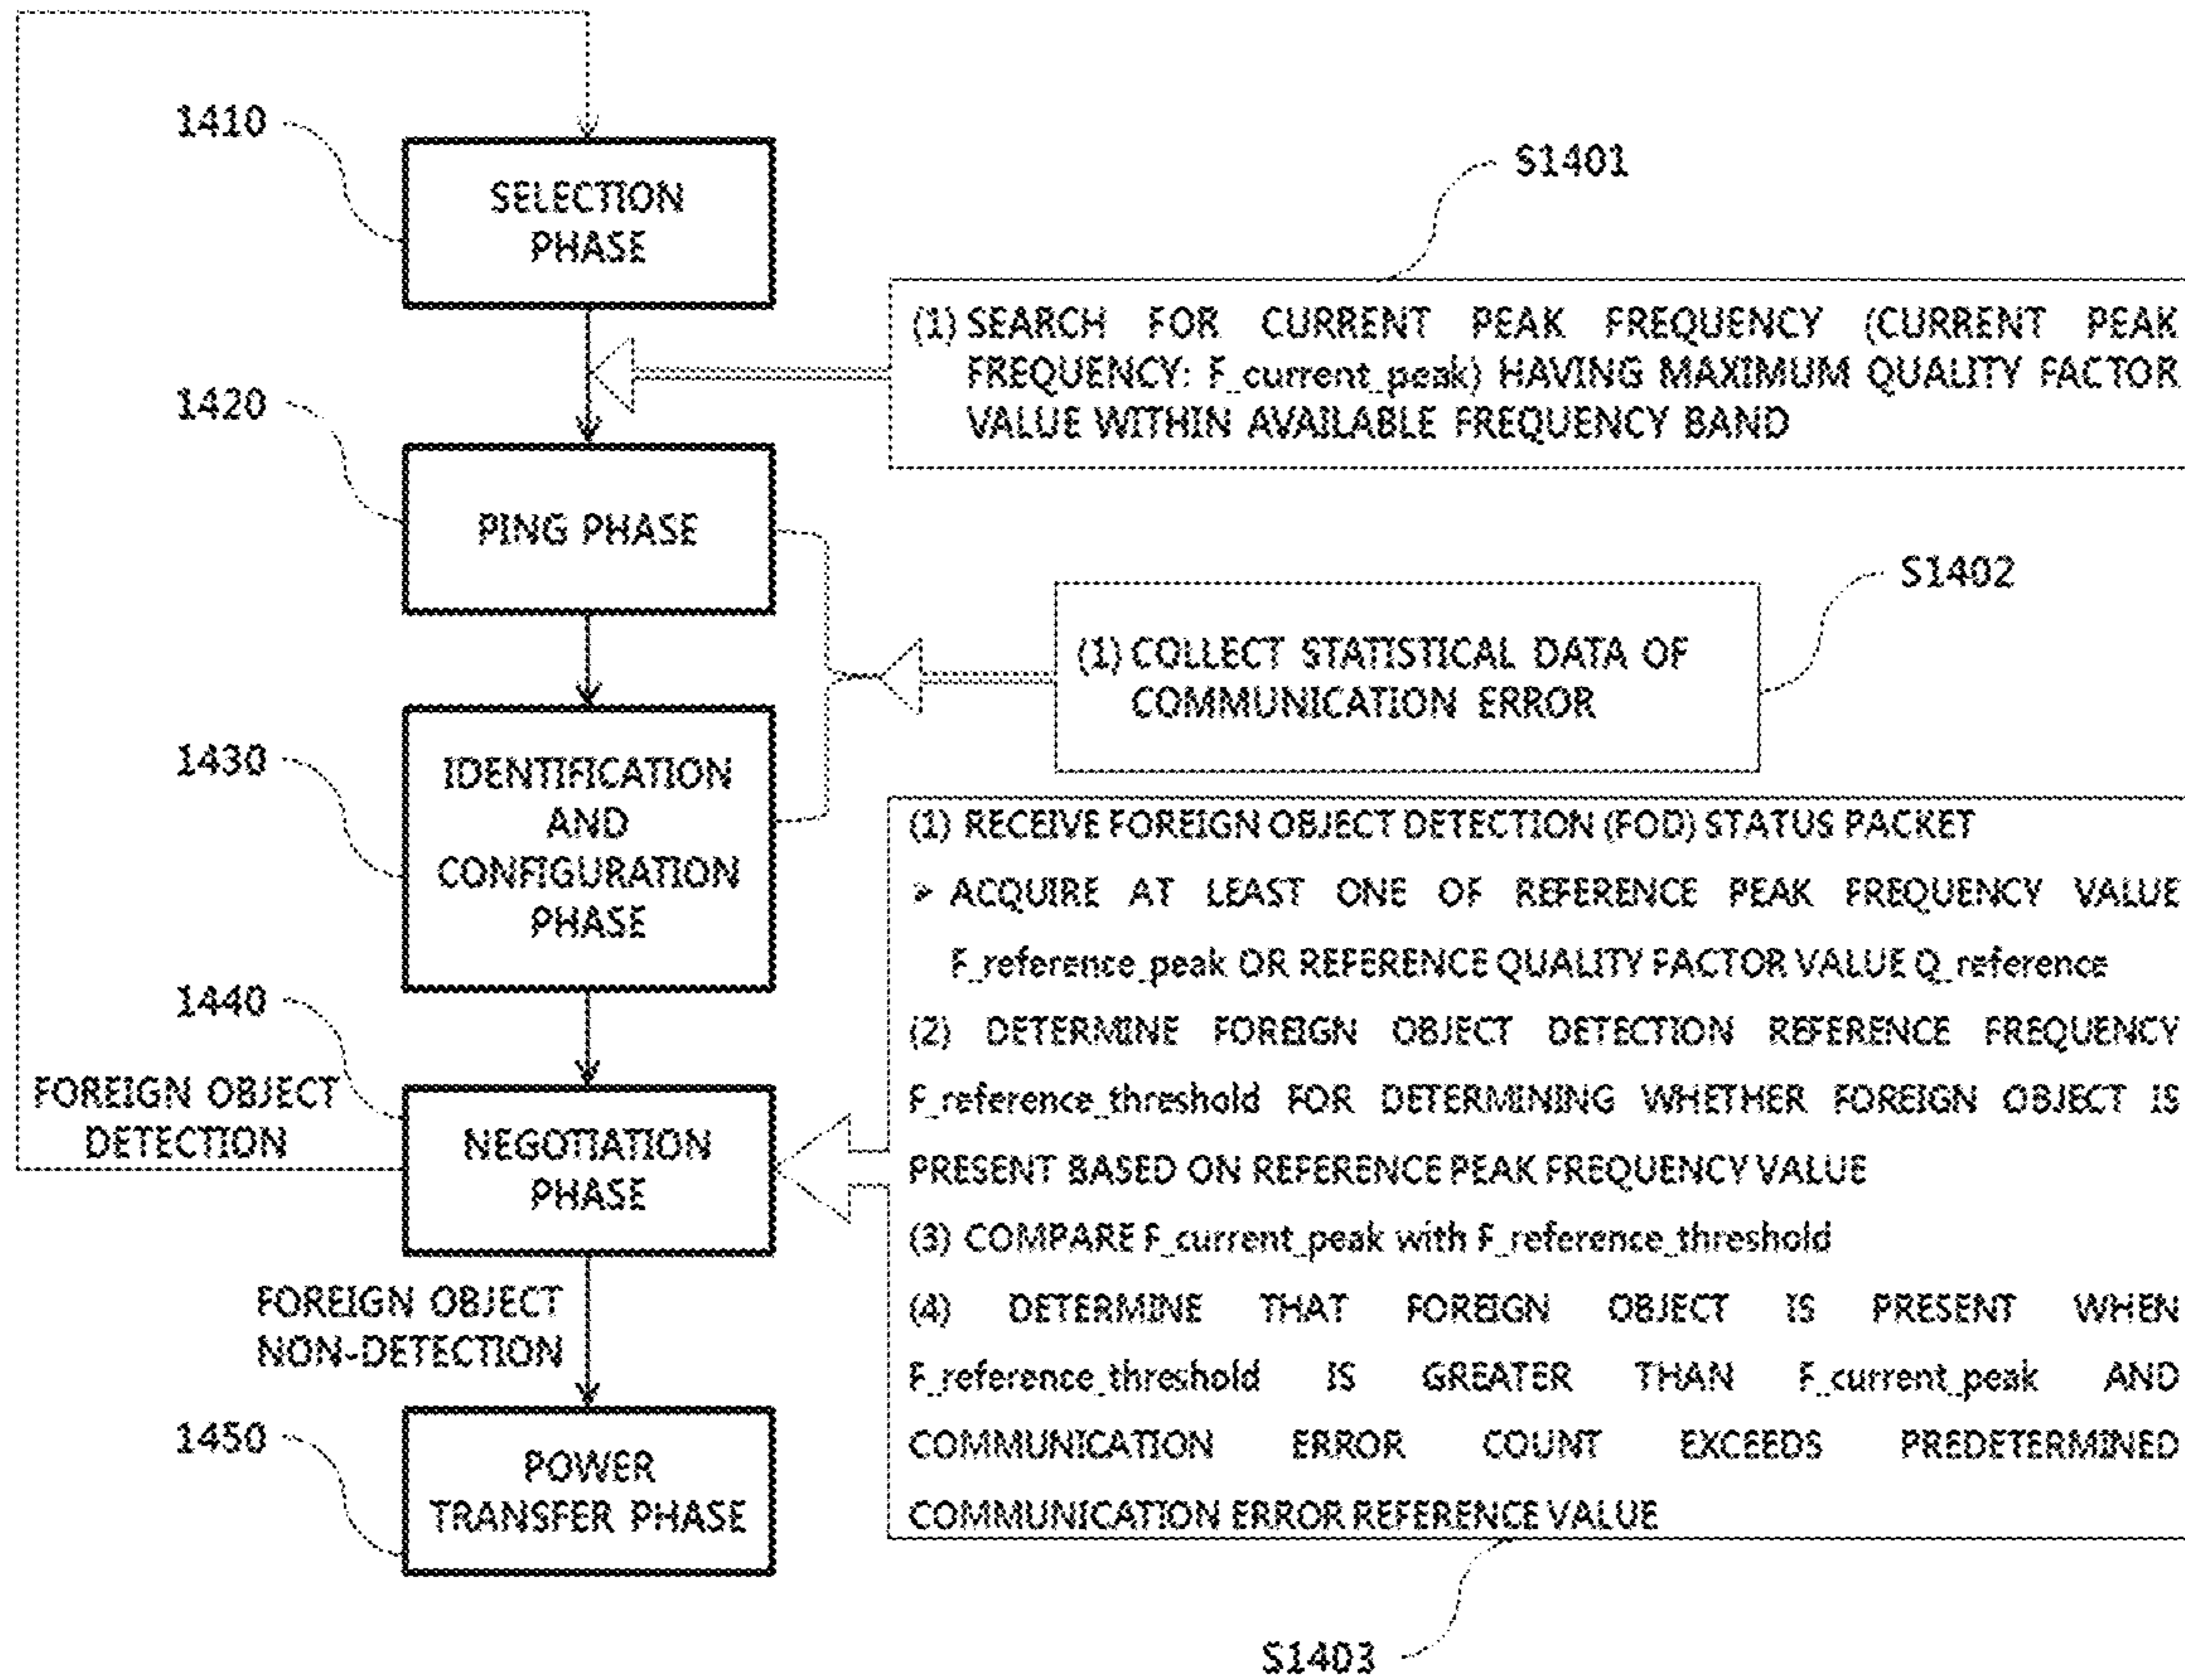 1410
SELECTION
PHASE
S1401
(1) SEARCH FOR CURRENT PEAK FREQUENCY (CURRENT PEAK
FREQUENCY: F_current_peak) HAVING MAXIMUM QUALITY FACTOR
VALUE WITHIN AVAILABLE FREQUENCY BAND
1420
PING PHASE
S1402
(1) COLLECT STATISTICAL DATA OF
COMMUNICATION ERROR
1430
IDENTIFICATION
AND
CONFIGURATION
PHASE
1440
FOREIGN OBJECT
DETECTION
NEGOTIATION
PHASE
(1) RECEIVE FOREIGN OBJECT DETECTION (FOD) STATUS PACKET
➢ ACQUIRE AT LEAST ONE OF REFERENCE PEAK FREQUENCY VALUE
F_reference_peak OR REFERENCE QUALITY FACTOR VALUE Q_reference
(2) DETERMINE FOREIGN OBJECT DETECTION REFERENCE FREQUENCY
F_reference_threshold FOR DETERMINING WHETHER FOREIGN OBJECT IS
PRESENT BASED ON REFERENCE PEAK FREQUENCY VALUE
(3) COMPARE F_current_peak with F_reference_threshold
(4) DETERMINE THAT FOREIGN OBJECT IS PRESENT WHEN
F_reference_threshold IS GREATER THAN F_current_peak AND
COMMUNICATION ERROR COUNT EXCEEDS PREDETERMINED
COMMUNICATION ERROR REFERENCE VALUE
S1403
FOREIGN OBJECT
NON-DETECTION
1450
POWER
TRANSFER PHASE